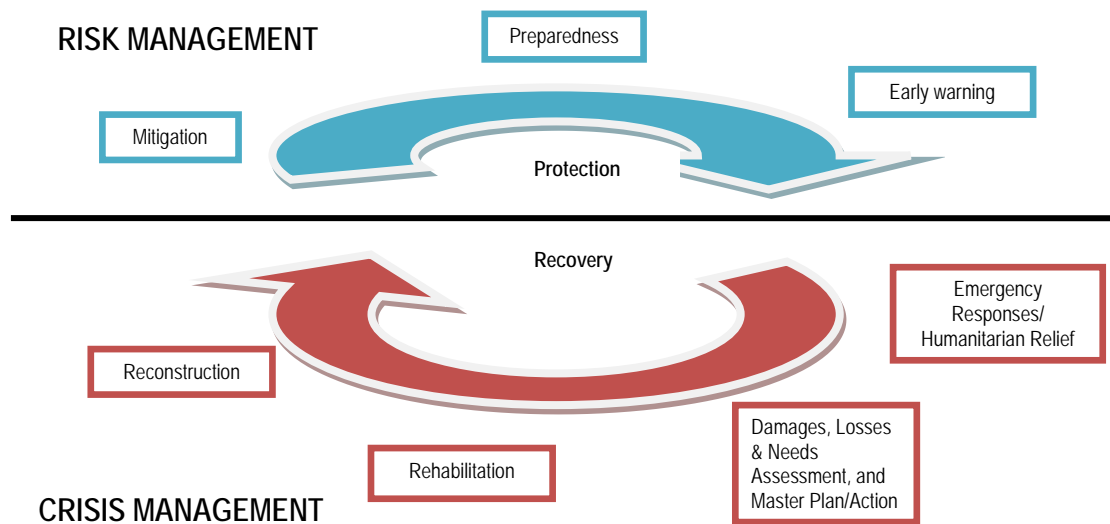 RISK MANAGEMENT
Preparedness
Early warning
Mitigation
Protection
Recovery
Emergency
Responses/
Humanitarian Relief
Reconstruction
Damages, Losses
& Needs
Assessment, and
Master Plan/Action
Rehabilitation
CRISIS MANAGEMENT